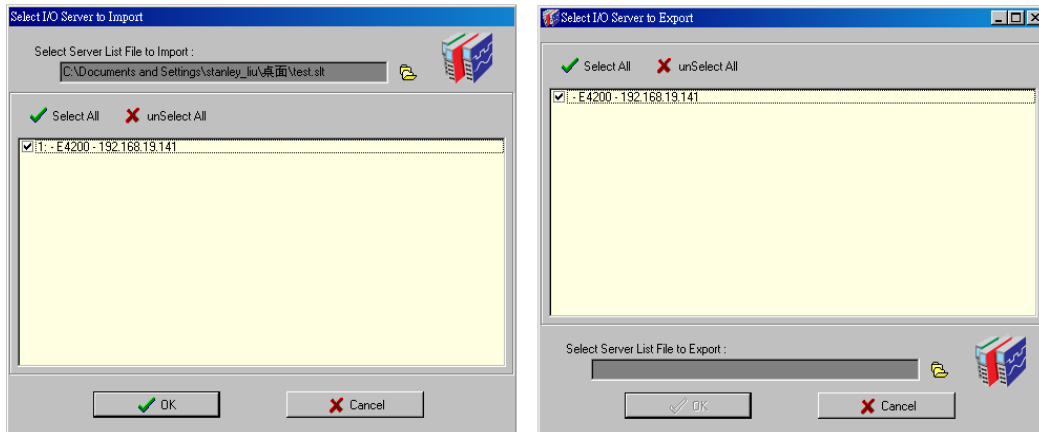 Select I/O Server to Import
Select Server List File to Import :
C:\Documents and Settings\stanley_liu\桌面\test.slt
Select All unSelect All
1: - E4200 - 192.168.19.141
OK Cancel
Select I/O Server to Export
Select All unSelect All
: - E4200 - 192.168.19.141
Select Server List File to Export :
OK Cancel